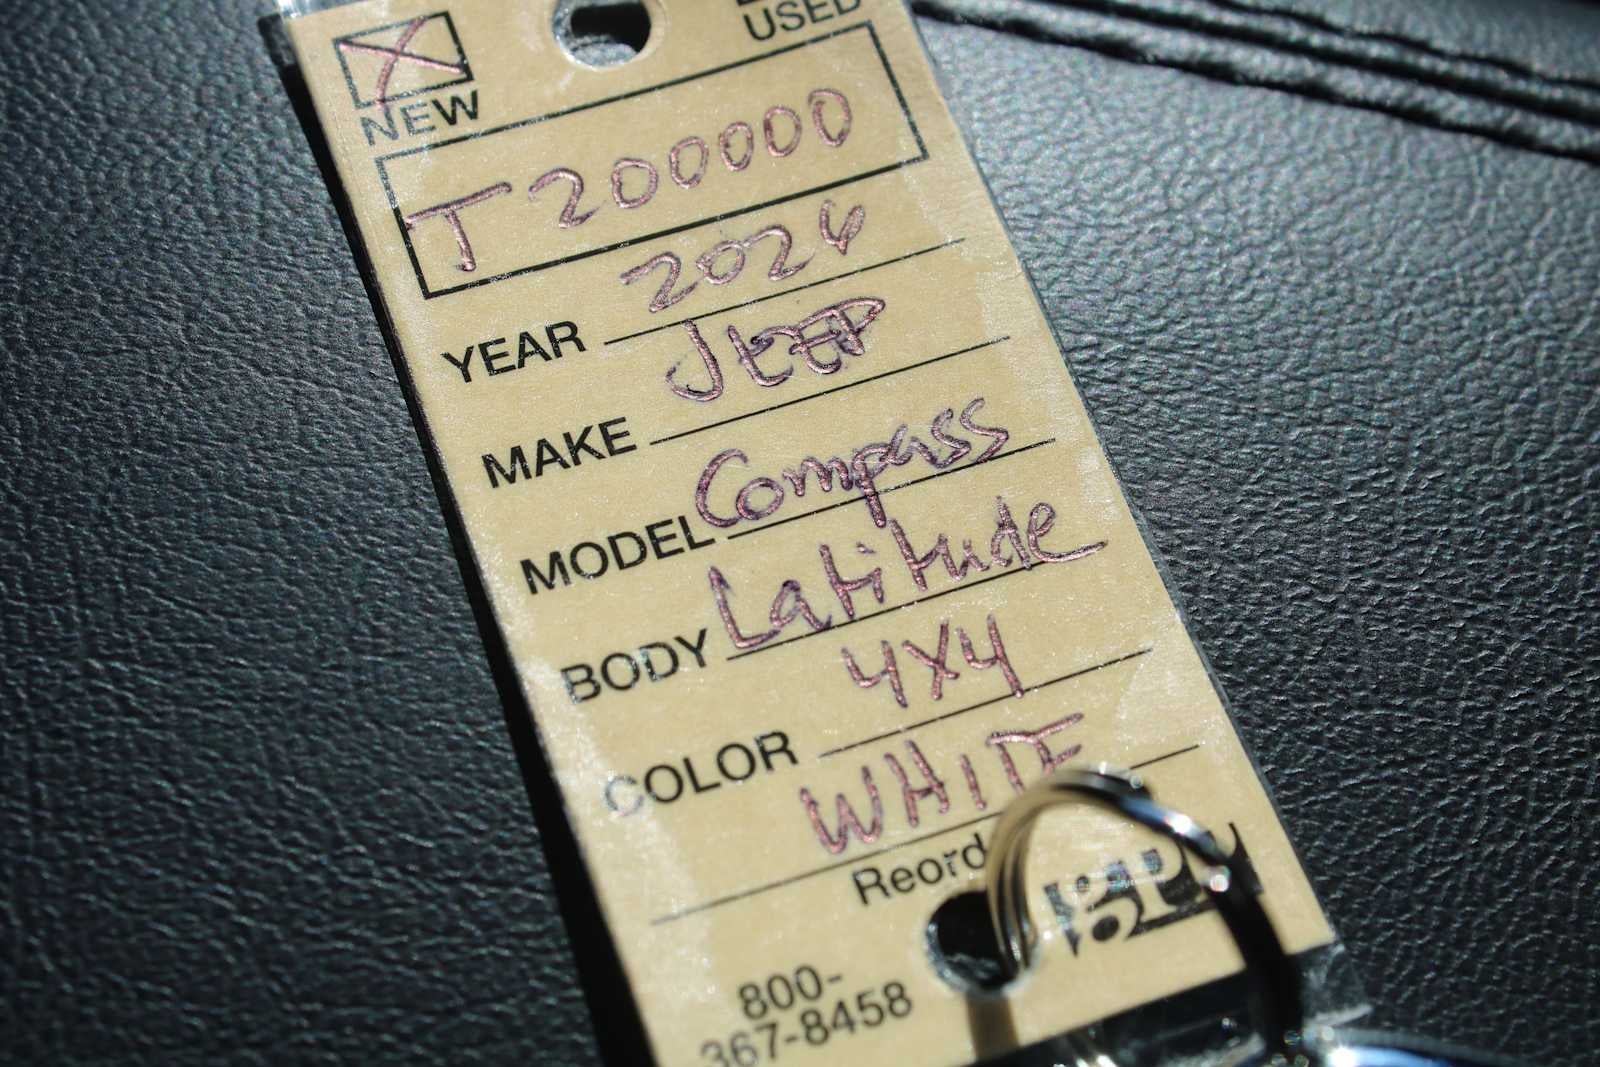 NEW
USED
T200000
YEAR 2026
MAKE JEEP
MODEL Compass
BODY Latitude
COLOR 4X4
WHITE
Reord
800-
367-8458